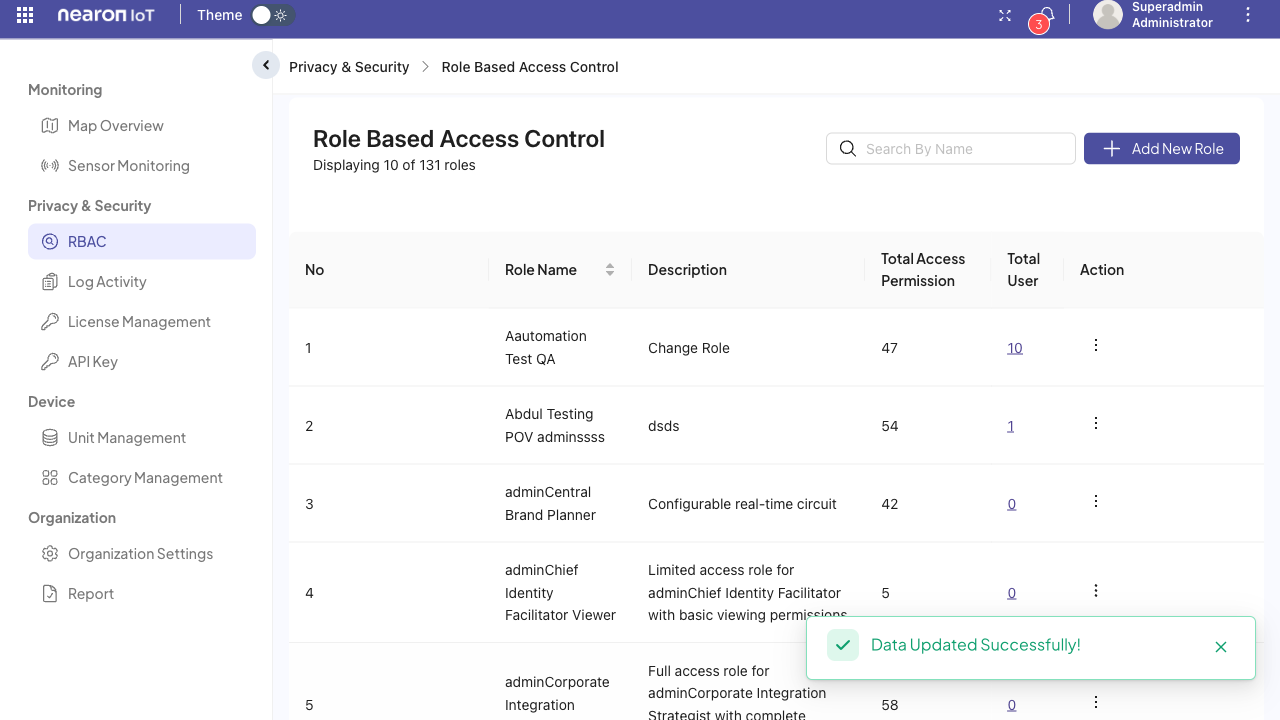 nearon IoT
Theme
3
Superadmin
Administrator
Privacy & Security
Role Based Access Control
Monitoring
Map Overview
Sensor Monitoring
Privacy & Security
RBAC
Log Activity
License Management
API Key
Device
Unit Management
Category Management
Organization
Organization Settings
Report
Role Based Access Control
Displaying 10 of 131 roles
Search By Name
Add New Role
No
Role Name
Description
Total Access
Permission
Total
User
Action
1
Aautomation
Test QA
Change Role
47
10
2
Abdul Testing
POV adminssss
dsds
54
1
3
adminCentral
Brand Planner
Configurable real-time circuit
42
0
4
adminChief
Identity
Facilitator Viewer
Limited access role for
adminChief Identity Facilitator
with basic viewing permissions
5
0
5
adminCorporate
Integration
Full access role for
adminCorporate Integration
Strategist with complete
58
0
Data Updated Successfully!